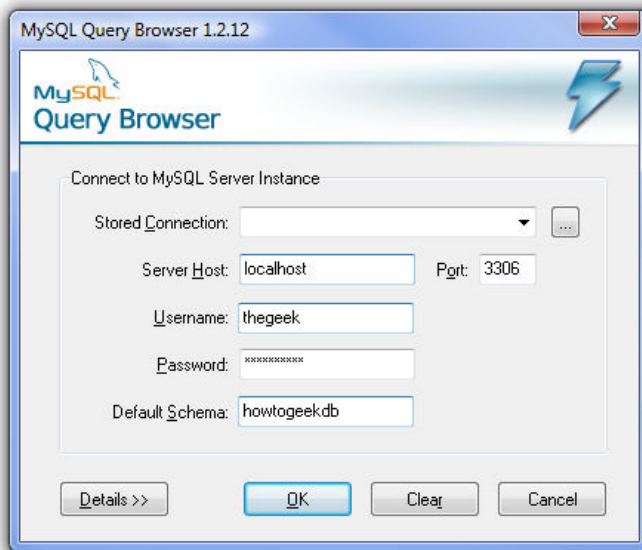 MySQL Query Browser 1.2.12
MySQL
Query Browser
Connect to MySQL Server Instance
Stored Connection:
...
Server Host: localhost Port: 3306
Username: thegeek
Password: **********
Default Schema: howtogeekdb
Details >> OK Clear Cancel